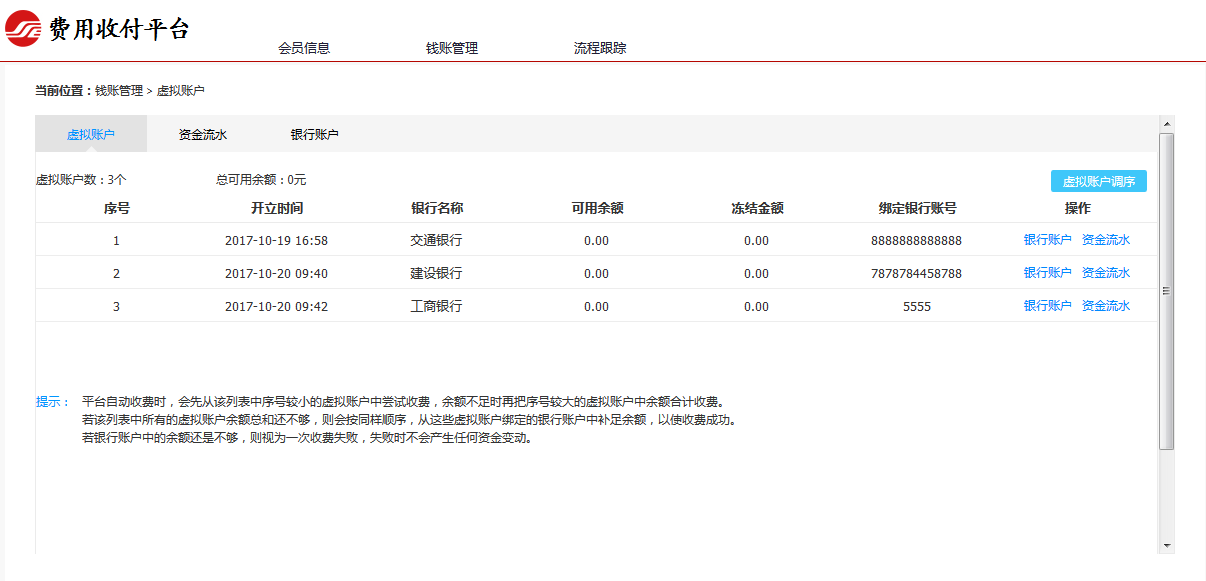 费用收付平台
会员信息 钱账管理 流程跟踪
当前位置：钱账管理 > 虚拟账户
虚拟账户 资金流水 银行账户
虚拟账户数：3个 总可用余额：0元 虚拟账户调序
序号 开立时间 银行名称 可用余额 冻结金额 绑定银行账号 操作
1 2017-10-19 16:58 交通银行 0.00 0.00 8888888888888 银行账户 资金流水
2 2017-10-20 09:40 建设银行 0.00 0.00 7878784458788 银行账户 资金流水
3 2017-10-20 09:42 工商银行 0.00 0.00 5555 银行账户 资金流水
提示： 平台自动收费时，会先从该列表中序号较小的虚拟账户中尝试收费，余额不足时再把序号较大的虚拟账户中余额合计收费。
若该列表中所有的虚拟账户余额总和还不够，则会按同样顺序，从这些虚拟账户绑定的银行账户中补足余额，以使收费成功。
若银行账户中的余额还是不够，则视为一次收费失败，失败时不会产生任何资金变动。